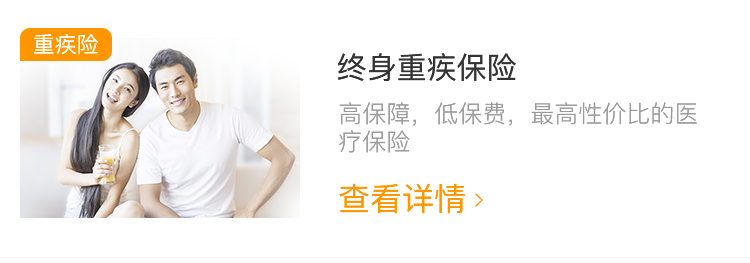 重疾险
终身重疾保险
高保障，低保费，最高性价比的医
疗保险
查看详情 >